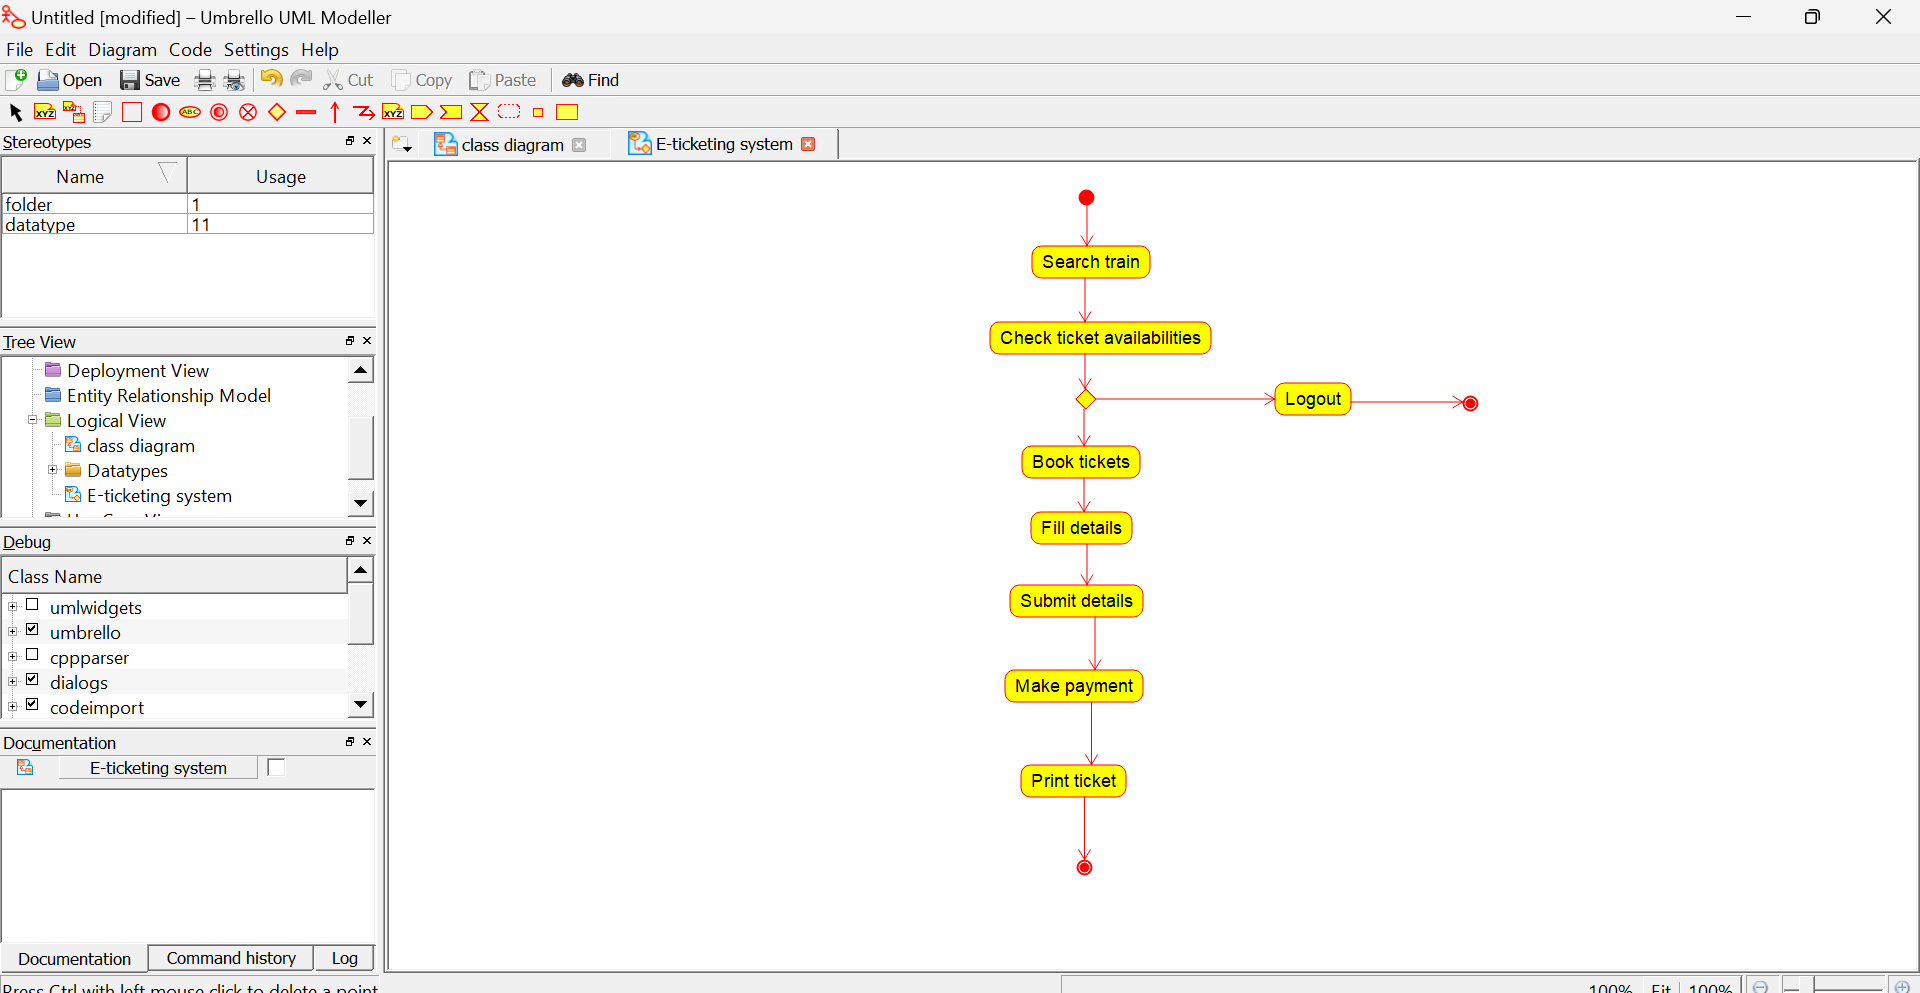 Untitled [modified] – Umbrello UML Modeller
File Edit Diagram Code Settings Help
Open Save Cut Copy Paste Find
XYZ XYZ ABC XYZ
Stereotypes
class diagram E-ticketing system
Name Usage
folder 1
datatype 11
Tree View
Deployment View
Entity Relationship Model
Logical View
class diagram
Datatypes
E-ticketing system
Debug
Class Name
umlwidgets
umbrello
cppparser
dialogs
codeimport
Documentation
E-ticketing system
Documentation Command history Log
Search train
Check ticket availabilities
Logout
Book tickets
Fill details
Submit details
Make payment
Print ticket
Press Ctrl with left mouse click to delete a point
100% Fit 100%